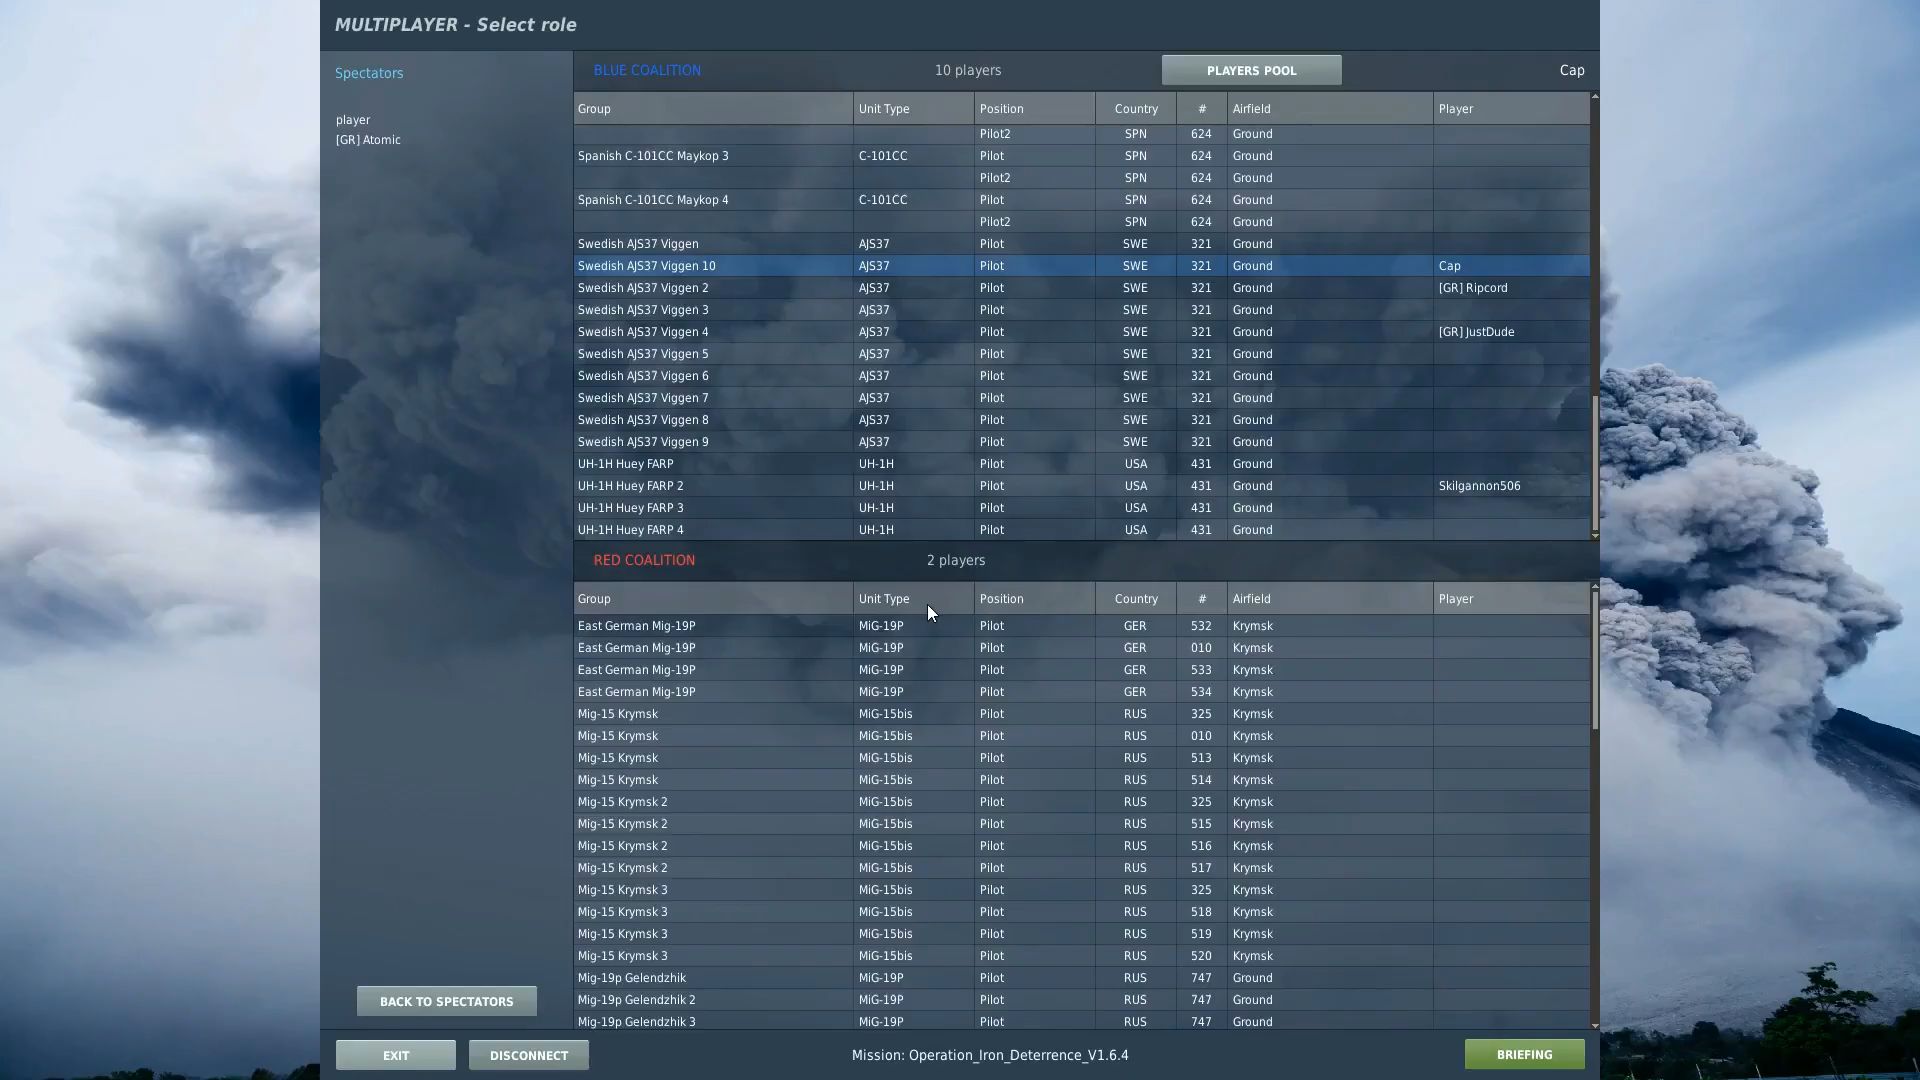 MULTIPLAYER - Select role
Spectators
player
[GR] Atomic
BLUE COALITION 10 players PLAYERS POOL Cap
Group Unit Type Position Country # Airfield Player
Pilot2 SPN 624 Ground
Spanish C-101CC Maykop 3 C-101CC Pilot SPN 624 Ground
Pilot2 SPN 624 Ground
Spanish C-101CC Maykop 4 C-101CC Pilot SPN 624 Ground
Pilot2 SPN 624 Ground
Swedish AJS37 Viggen AJS37 Pilot SWE 321 Ground
Swedish AJS37 Viggen 10 AJS37 Pilot SWE 321 Ground Cap
Swedish AJS37 Viggen 2 AJS37 Pilot SWE 321 Ground [GR] Ripcord
Swedish AJS37 Viggen 3 AJS37 Pilot SWE 321 Ground
Swedish AJS37 Viggen 4 AJS37 Pilot SWE 321 Ground [GR] JustDude
Swedish AJS37 Viggen 5 AJS37 Pilot SWE 321 Ground
Swedish AJS37 Viggen 6 AJS37 Pilot SWE 321 Ground
Swedish AJS37 Viggen 7 AJS37 Pilot SWE 321 Ground
Swedish AJS37 Viggen 8 AJS37 Pilot SWE 321 Ground
Swedish AJS37 Viggen 9 AJS37 Pilot SWE 321 Ground
UH-1H Huey FARP UH-1H Pilot USA 431 Ground
UH-1H Huey FARP 2 UH-1H Pilot USA 431 Ground Skilgannon506
UH-1H Huey FARP 3 UH-1H Pilot USA 431 Ground
UH-1H Huey FARP 4 UH-1H Pilot USA 431 Ground
RED COALITION 2 players
Group Unit Type Position Country # Airfield Player
East German Mig-19P MiG-19P Pilot GER 532 Krymsk
East German Mig-19P MiG-19P Pilot GER 010 Krymsk
East German Mig-19P MiG-19P Pilot GER 533 Krymsk
East German Mig-19P MiG-19P Pilot GER 534 Krymsk
Mig-15 Krymsk MiG-15bis Pilot RUS 325 Krymsk
Mig-15 Krymsk MiG-15bis Pilot RUS 010 Krymsk
Mig-15 Krymsk MiG-15bis Pilot RUS 513 Krymsk
Mig-15 Krymsk MiG-15bis Pilot RUS 514 Krymsk
Mig-15 Krymsk 2 MiG-15bis Pilot RUS 325 Krymsk
Mig-15 Krymsk 2 MiG-15bis Pilot RUS 515 Krymsk
Mig-15 Krymsk 2 MiG-15bis Pilot RUS 516 Krymsk
Mig-15 Krymsk 2 MiG-15bis Pilot RUS 517 Krymsk
Mig-15 Krymsk 3 MiG-15bis Pilot RUS 325 Krymsk
Mig-15 Krymsk 3 MiG-15bis Pilot RUS 518 Krymsk
Mig-15 Krymsk 3 MiG-15bis Pilot RUS 519 Krymsk
Mig-15 Krymsk 3 MiG-15bis Pilot RUS 520 Krymsk
Mig-19p Gelendzhik MiG-19P Pilot RUS 747 Ground
Mig-19p Gelendzhik 2 MiG-19P Pilot RUS 747 Ground
Mig-19p Gelendzhik 3 MiG-19P Pilot RUS 747 Ground
BACK TO SPECTATORS
EXIT DISCONNECT Mission: Operation_Iron_Deterrence_V1.6.4 BRIEFING